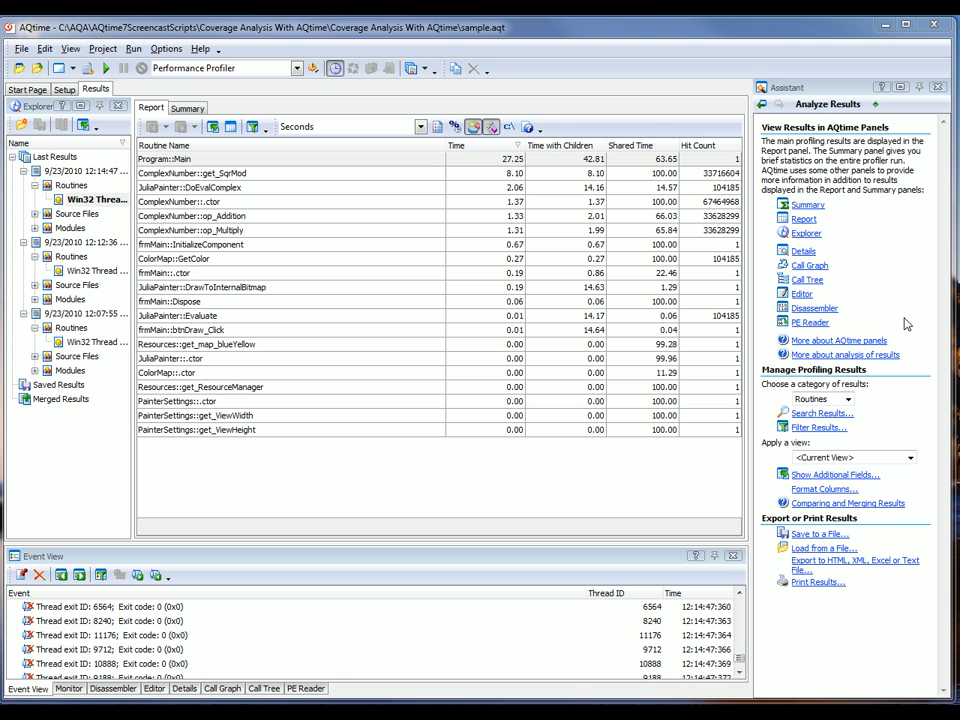 AQtime - C:\AQA\AQtime7ScreencastScripts\Coverage Analysis With AQtime\Coverage Analysis With AQtime\sample.aqt
File Edit View Project Run Options Help
Performance Profiler
Start Page Setup Results
Explorer
Name
Last Results
9/23/2010 12:14:47 ...
Routines
Win32 Threa...
Source Files
Modules
9/23/2010 12:12:36 ...
Routines
Win32 Thread ...
Source Files
Modules
9/23/2010 12:07:55 ...
Routines
Win32 Thread ...
Source Files
Modules
Saved Results
Merged Results
Report Summary
Seconds
Routine Name Time Time with Children Shared Time Hit Count
Program::Main 27.25 42.81 63.65 1
ComplexNumber::get_SqrMod 8.10 8.10 100.00 33716604
JuliaPainter::DoEvalComplex 2.06 14.16 14.57 104185
ComplexNumber::.ctor 1.37 1.37 100.00 67464968
ComplexNumber::op_Addition 1.33 2.01 66.03 33628299
ComplexNumber::op_Multiply 1.31 1.99 65.84 33628299
frmMain::InitializeComponent 0.67 0.67 100.00 1
ColorMap::GetColor 0.27 0.27 100.00 104185
frmMain::.ctor 0.19 0.86 22.46 1
JuliaPainter::DrawToInternalBitmap 0.19 14.63 1.29 1
frmMain::Dispose 0.06 0.06 100.00 1
JuliaPainter::Evaluate 0.01 14.17 0.06 104185
frmMain::btnDraw_Click 0.01 14.64 0.04 1
Resources::get_map_blueYellow 0.00 0.00 99.28 1
JuliaPainter::.ctor 0.00 0.00 99.96 1
ColorMap::.ctor 0.00 0.00 11.29 1
Resources::get_ResourceManager 0.00 0.00 100.00 1
PainterSettings::.ctor 0.00 0.00 100.00 1
PainterSettings::get_ViewWidth 0.00 0.00 100.00 1
PainterSettings::get_ViewHeight 0.00 0.00 100.00 1
Assistant
Analyze Results
View Results in AQtime Panels
The main profiling results are displayed in the
Report panel. The Summary panel gives you
brief statistics on the entire profiler run.
AQtime uses some other panels to provide
more information in addition to results
displayed in the Report and Summary panels:
Summary
Report
Explorer
Details
Call Graph
Call Tree
Editor
Disassembler
PE Reader
More about AQtime panels
More about analysis of results
Manage Profiling Results
Choose a category of results:
Routines
Search Results...
Filter Results...
Apply a view:
<Current View>
Show Additional Fields...
Format Columns...
Comparing and Merging Results
Export or Print Results
Save to a File...
Load from a File...
Export to HTML, XML, Excel or Text
File...
Print Results...
Event View
Event Thread ID Time
Thread exit ID: 6564; Exit code: 0 (0x0) 6564 12:14:47:360
Thread exit ID: 8240; Exit code: 0 (0x0) 8240 12:14:47:363
Thread exit ID: 11176; Exit code: 0 (0x0) 11176 12:14:47:364
Thread exit ID: 9712; Exit code: 0 (0x0) 9712 12:14:47:366
Thread exit ID: 10888; Exit code: 0 (0x0) 10888 12:14:47:369
Thread exit ID: 9188; Exit code: 0 (0x0) 9188 12:14:47:372
Event View Monitor Disassembler Editor Details Call Graph Call Tree PE Reader